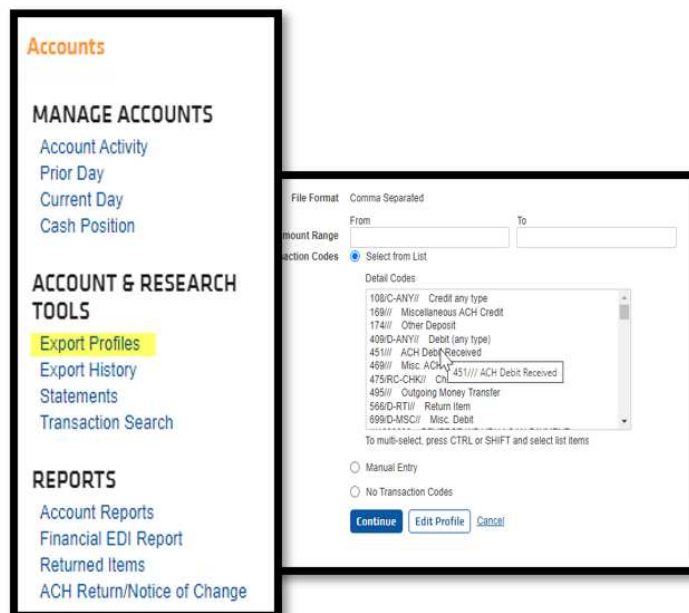 Accounts
MANAGE ACCOUNTS
Account Activity
Prior Day
Current Day
Cash Position
ACCOUNT & RESEARCH
TOOLS
Export Profiles
Export History
Statements
Transaction Search
REPORTS
Account Reports
Financial EDI Report
Returned Items
ACH Return/Notice of Change
File Format Comma Separated
From To
mount Range
action Codes Select from List
Detail Codes
108/C-ANY// Credit any type
169/// Miscellaneous ACH Credit
174/// Other Deposit
409/D-ANY// Debit (any type)
451/// ACH Debit Received
469/// Misc. AC
451/// ACH Debit Received
475/RC-CHK// Ch
495/// Outgoing Money Transfer
566/D-RTI// Return Item
699/D-MSC// Misc. Debit
To multi-select, press CTRL or SHIFT and select list items
Manual Entry
No Transaction Codes
Continue Edit Profile Cancel